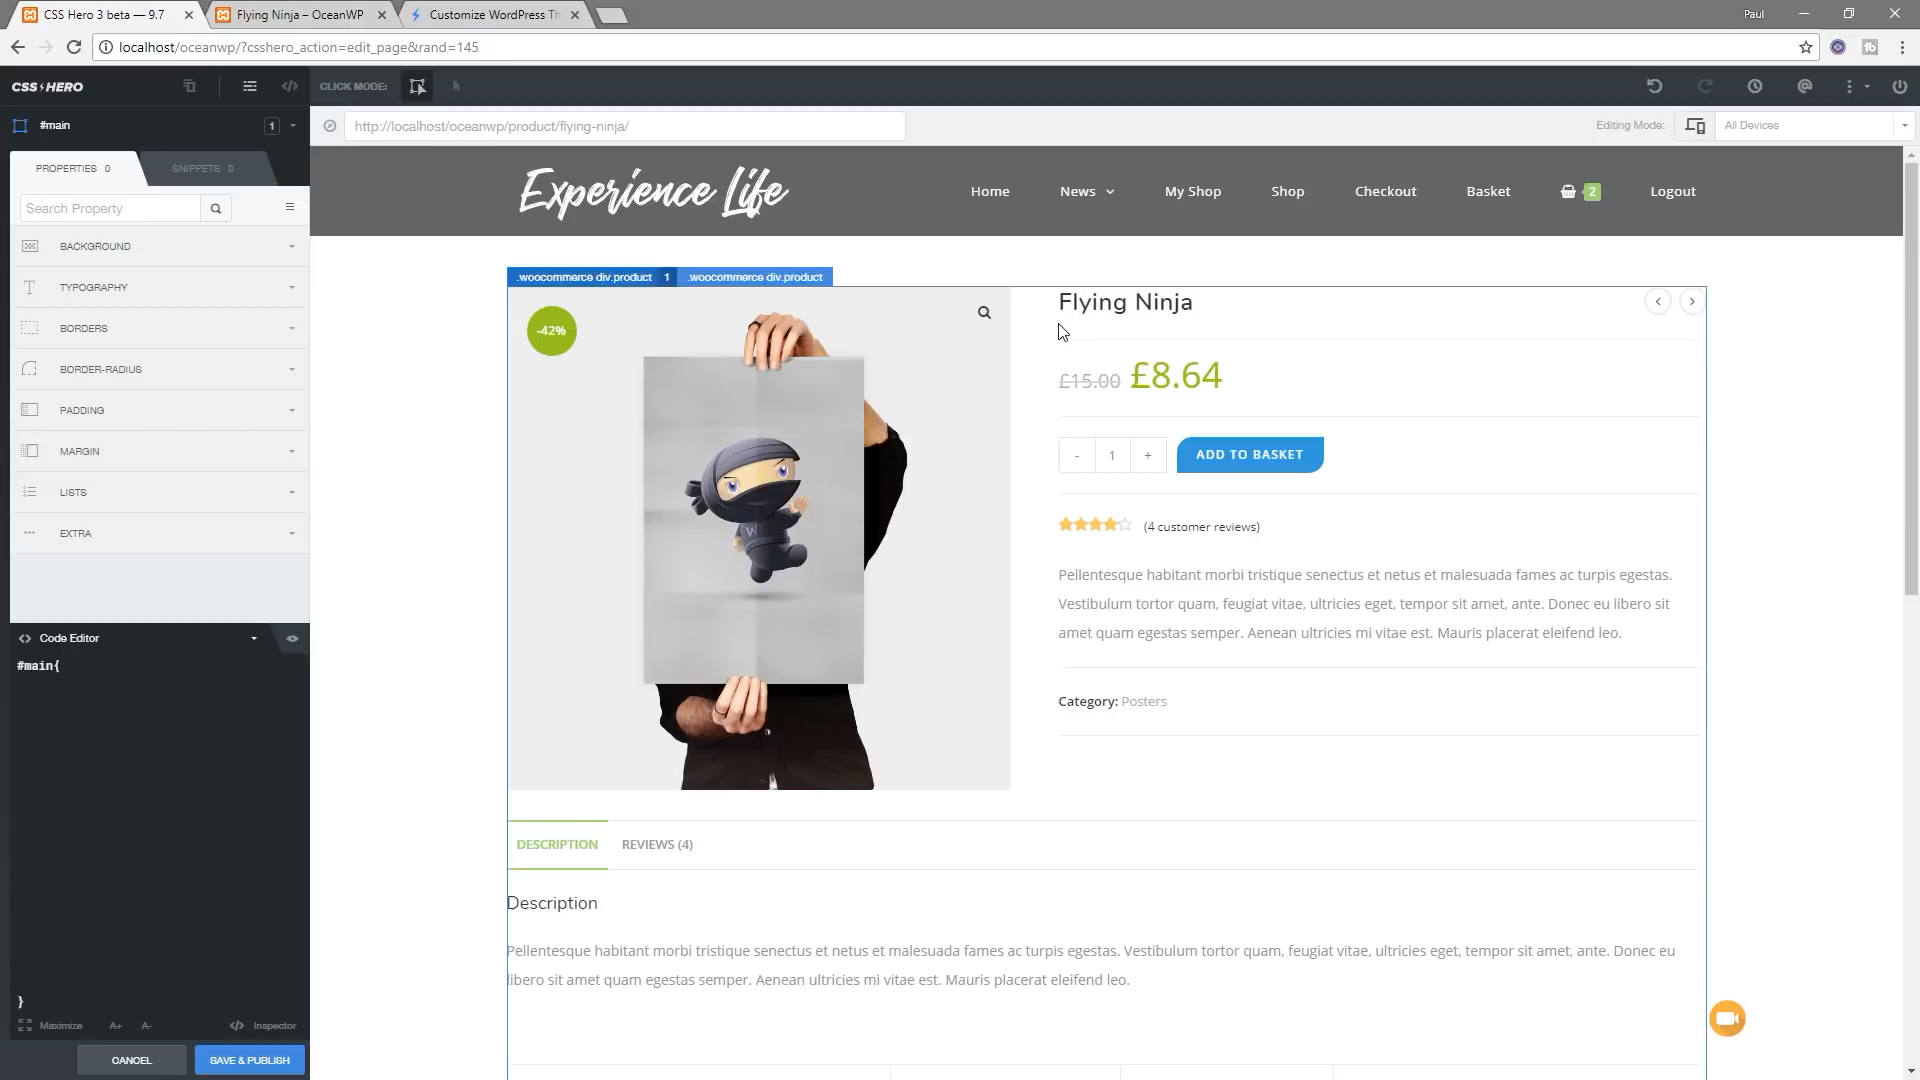 CSS Hero 3 beta — 9.7
Flying Ninja – OceanWP
Customize WordPress Th
Paul
localhost/oceanwp/?csshero_action=edit_page&rand=145
CSS HERO
CLICK MODE:
#main
1
http://localhost/oceanwp/product/flying-ninja/
Editing Mode:
All Devices
PROPERTIES 0
SNIPPETS 0
Search Property
BACKGROUND
TYPOGRAPHY
BORDERS
BORDER-RADIUS
PADDING
MARGIN
LISTS
EXTRA
Code Editor
#main{
}
Maximize
A+
A-
Inspector
CANCEL
SAVE & PUBLISH
Experience Life
Home
News
My Shop
Shop
Checkout
Basket
2
Logout
.woocommerce div.product 1 .woocommerce div.product
-42%
W
Flying Ninja
£15.00 £8.64
- 1 +
ADD TO BASKET
(4 customer reviews)
Pellentesque habitant morbi tristique senectus et netus et malesuada fames ac turpis egestas.
Vestibulum tortor quam, feugiat vitae, ultricies eget, tempor sit amet, ante. Donec eu libero sit
amet quam egestas semper. Aenean ultricies mi vitae est. Mauris placerat eleifend leo.
Category: Posters
DESCRIPTION
REVIEWS (4)
Description
Pellentesque habitant morbi tristique senectus et netus et malesuada fames ac turpis egestas. Vestibulum tortor quam, feugiat vitae, ultricies eget, tempor sit amet, ante. Donec eu
libero sit amet quam egestas semper. Aenean ultricies mi vitae est. Mauris placerat eleifend leo.